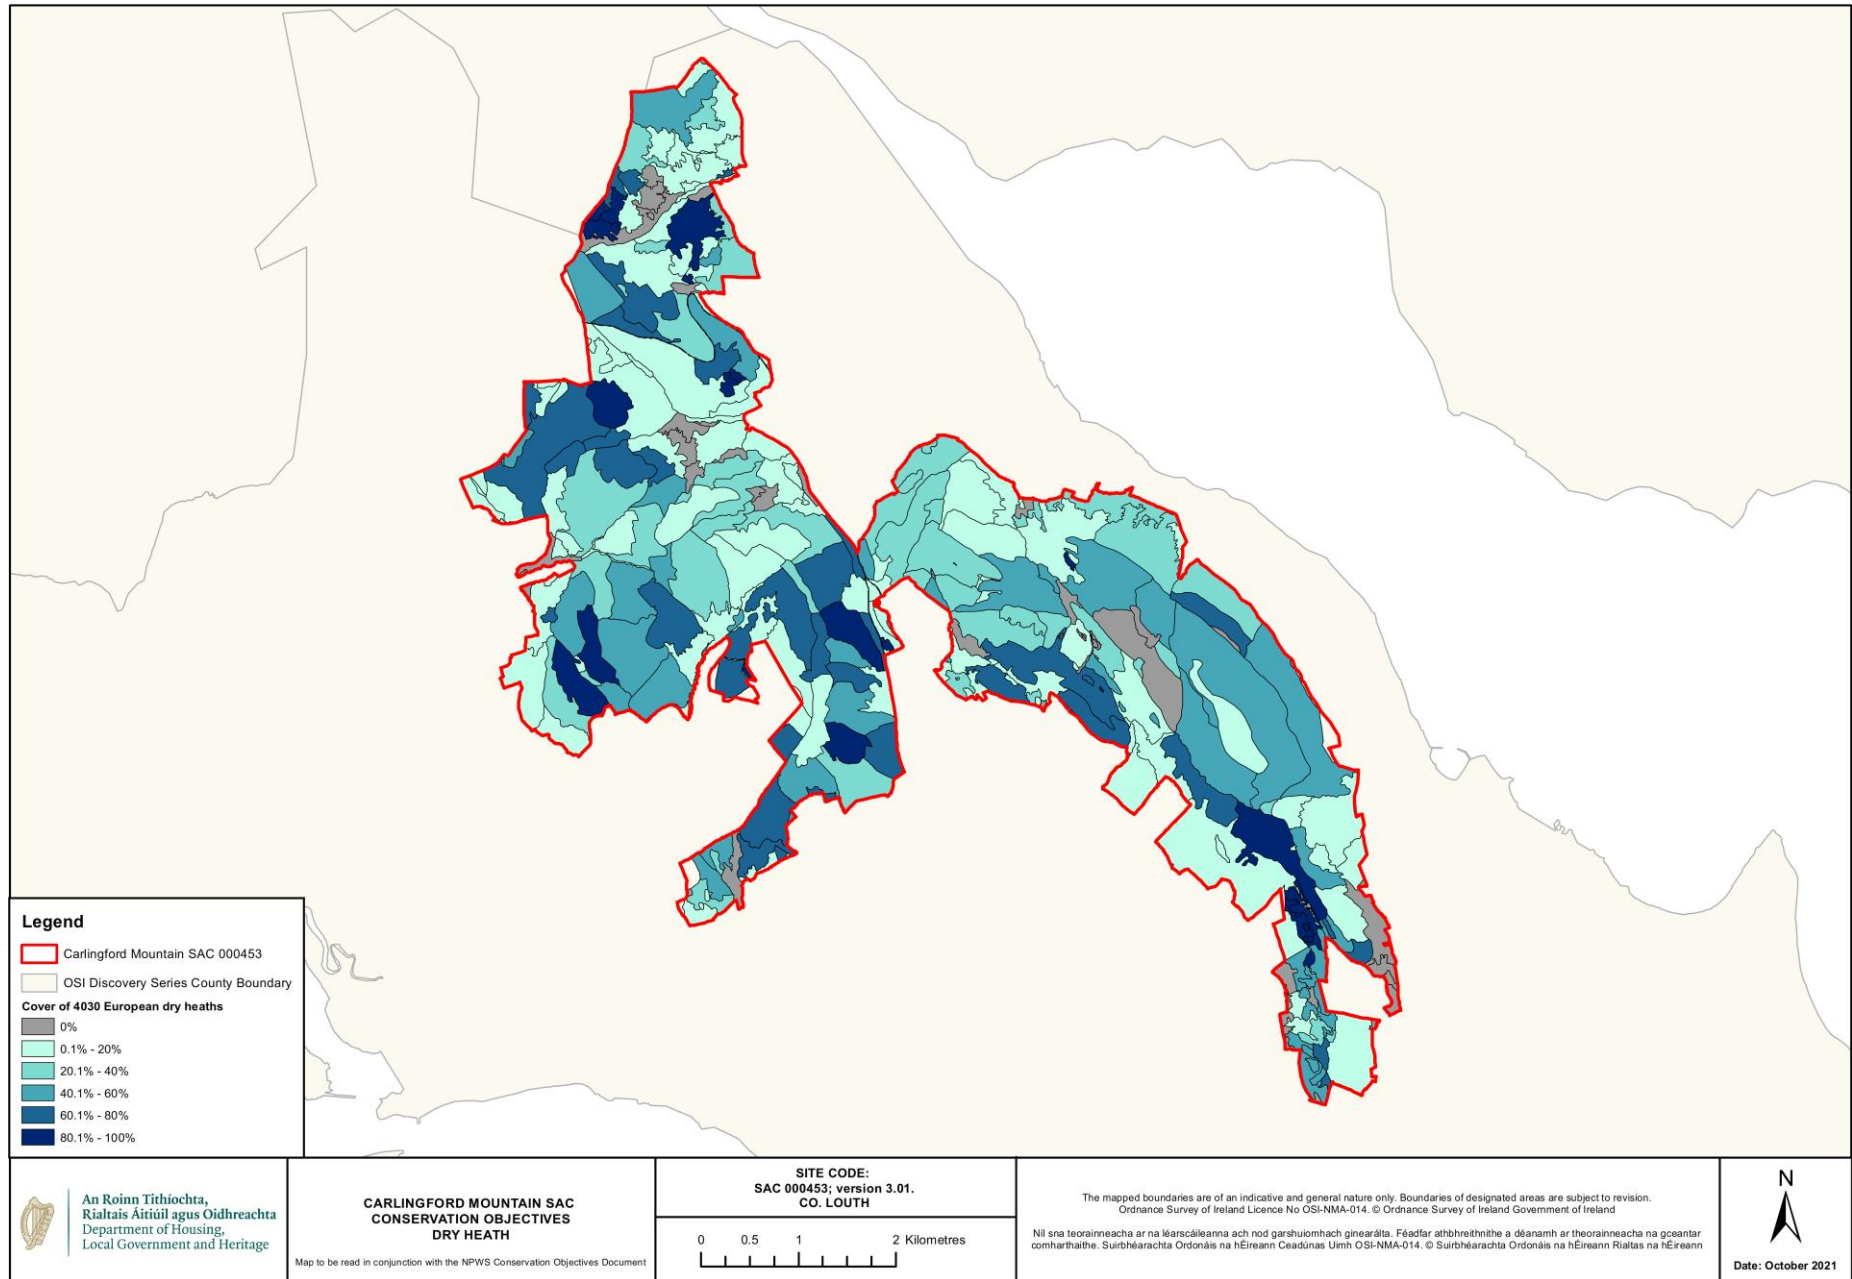 Legend
Carlingford Mountain SAC 000453
OSI Discovery Series County Boundary
Cover of 4030 European dry heaths
0%
0.1% - 20%
20.1% - 40%
40.1% - 60%
60.1% - 80%
80.1% - 100%
An Roinn Tithíochta,
Rialtais Áitiúil agus Oidhreachta
Department of Housing,
Local Government and Heritage
CARLINGFORD MOUNTAIN SAC
CONSERVATION OBJECTIVES
DRY HEATH
Map to be read in conjunction with the NPWS Conservation Objectives Document
SITE CODE:
SAC 000453; version 3.01.
CO. LOUTH
0 0.5 1 2 Kilometres
The mapped boundaries are of an indicative and general nature only. Boundaries of designated areas are subject to revision.
Ordnance Survey of Ireland Licence No OSI-NMA-014. © Ordnance Survey of Ireland Government of Ireland
Níl sna teorainneacha ar na léarscáileanna ach nod garshuiomhach ginearálta. Féadfar athbhreithnithe a déanamh ar theorainneacha na gceantar
comharthaithe. Suirbhéarachta Ordonáis na hÉireann Ceadúnas Uimh OSI-NMA-014. © Suirbhéarachta Ordonáis na hÉireann Rialtas na hÉireann
N
Date: October 2021